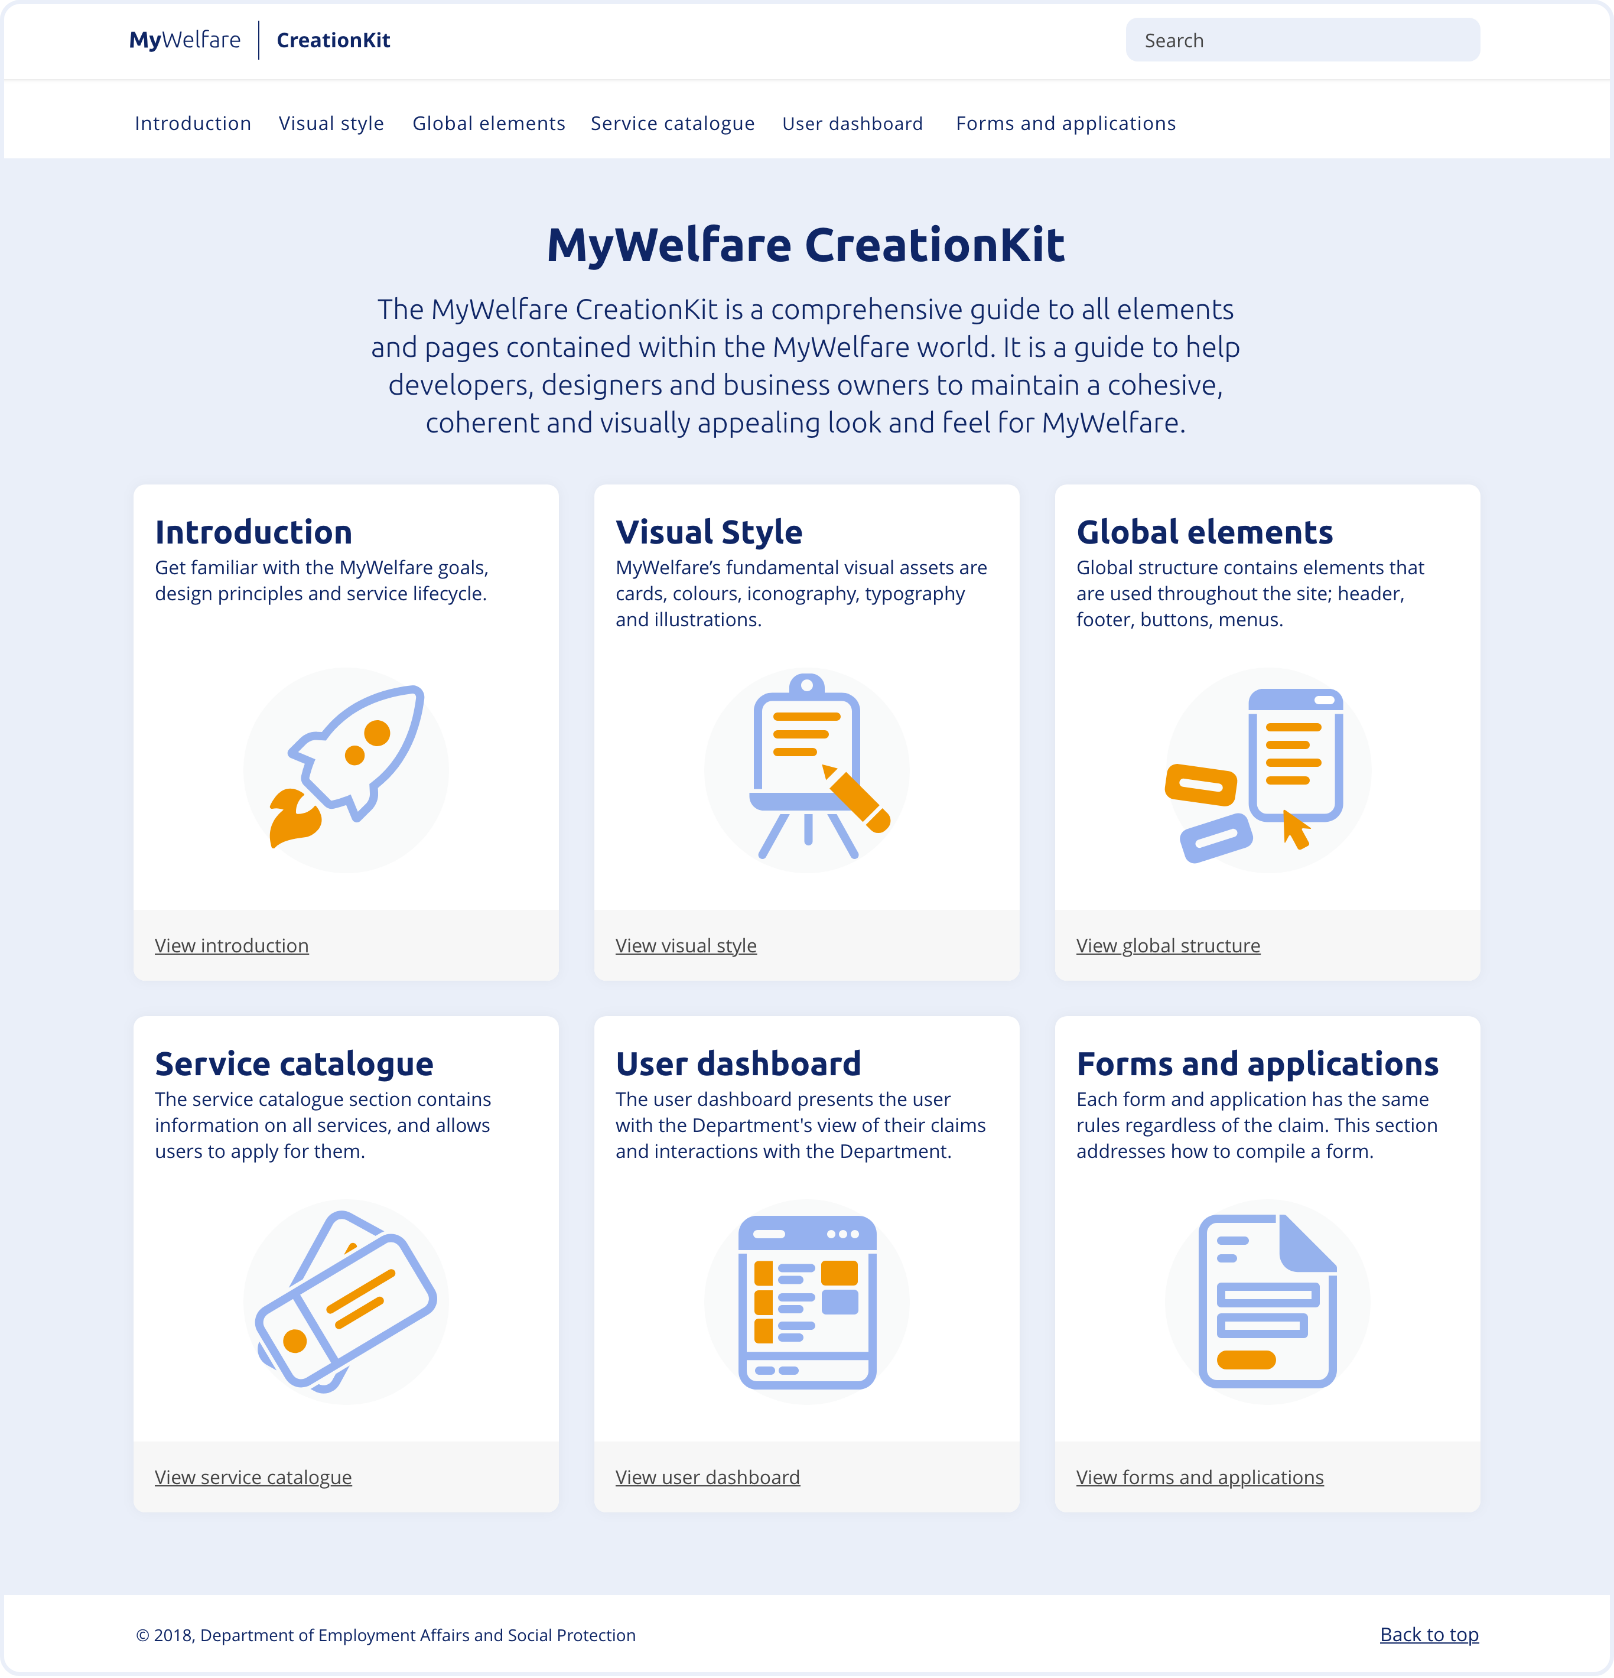 MyWelfare CreationKit
Search
Introduction Visual style Global elements Service catalogue User dashboard Forms and applications
MyWelfare CreationKit
The MyWelfare CreationKit is a comprehensive guide to all elements
and pages contained within the MyWelfare world. It is a guide to help
developers, designers and business owners to maintain a cohesive,
coherent and visually appealing look and feel for MyWelfare.
Introduction
Get familiar with the MyWelfare goals,
design principles and service lifecycle.
View introduction
Visual Style
MyWelfare’s fundamental visual assets are
cards, colours, iconography, typography
and illustrations.
View visual style
Global elements
Global structure contains elements that
are used throughout the site; header,
footer, buttons, menus.
View global structure
Service catalogue
The service catalogue section contains
information on all services, and allows
users to apply for them.
View service catalogue
User dashboard
The user dashboard presents the user
with the Department's view of their claims
and interactions with the Department.
View user dashboard
Forms and applications
Each form and application has the same
rules regardless of the claim. This section
addresses how to compile a form.
View forms and applications
© 2018, Department of Employment Affairs and Social Protection
Back to top